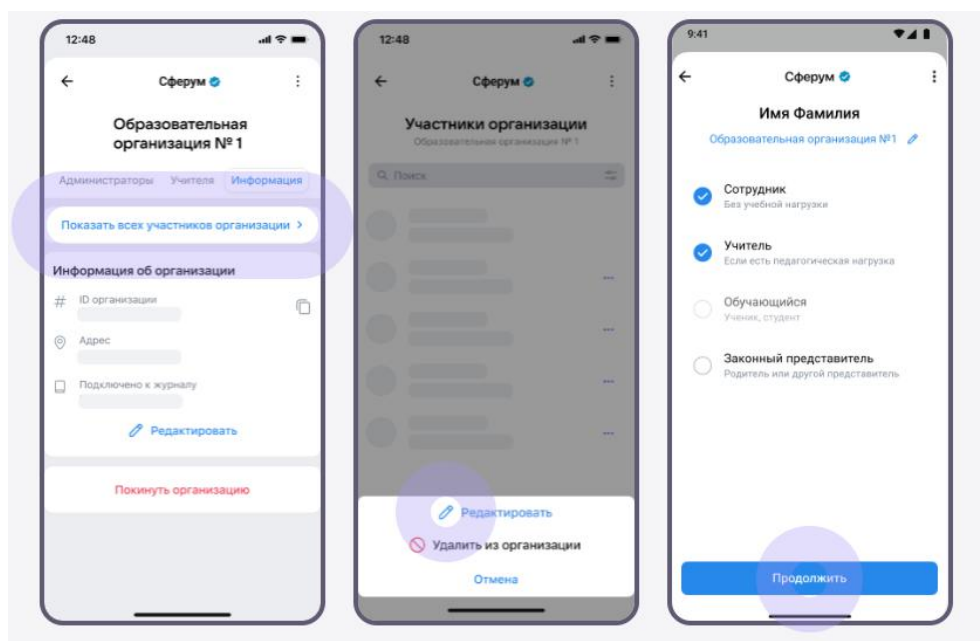 12:48
Сферум
Образовательная
организация № 1
Администраторы Учителя Информация
Показать всех участников организации >
Информация об организации
# ID организации
Адрес
Подключено к журналу
Редактировать
Покинуть организацию
12:48
Сферум
Участники организации
Образовательная организация № 1
Поиск
Редактировать
Удалить из организации
Отмена
9:41
Сферум
Имя Фамилия
Образовательная организация №1
Сотрудник
Без учебной нагрузки
Учитель
Если есть педагогическая нагрузка
Обучающийся
Ученик, студент
Законный представитель
Родитель или другой представитель
Продолжить